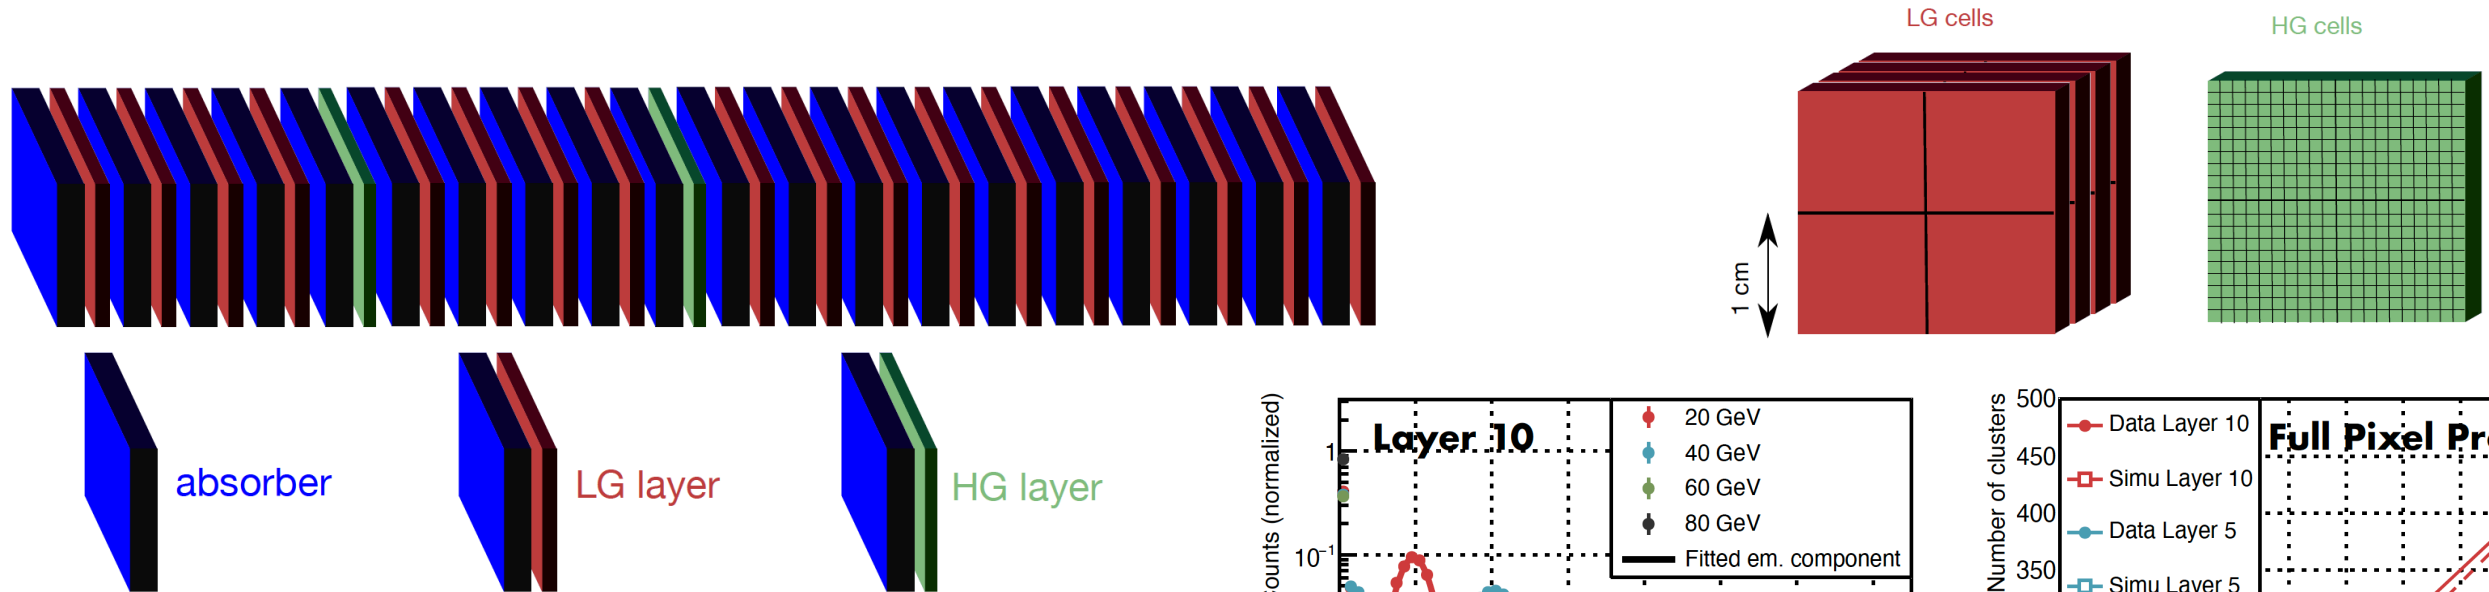 LG cells
HG cells
1 cm
absorber
LG layer
HG layer
Layer 10
20 GeV
40 GeV
60 GeV
80 GeV
Fitted em. component
(normalized)
1
10⁻¹
Number of clusters
500
450
400
350
Data Layer 10
Simu Layer 10
Data Layer 5
Simu Layer 5
Full Pixel